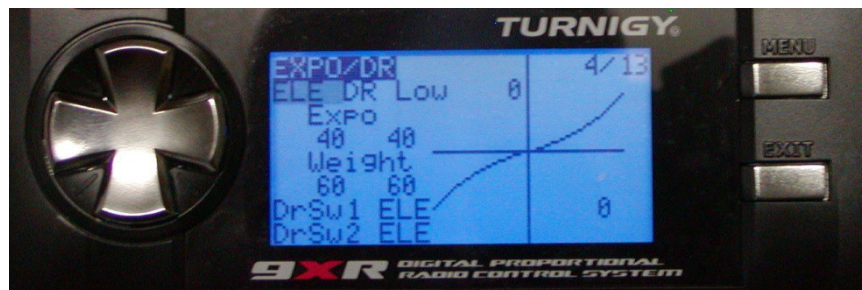 TURNIGY®
MENU
EXPO/DR 4/13
ELE DR Low 0
Expo
40 40
Weight
60 60
DrSw1 ELE 0
DrSw2 ELE
EXIT
9XR DIGITAL PROPORTIONAL
RADIO CONTROL SYSTEM